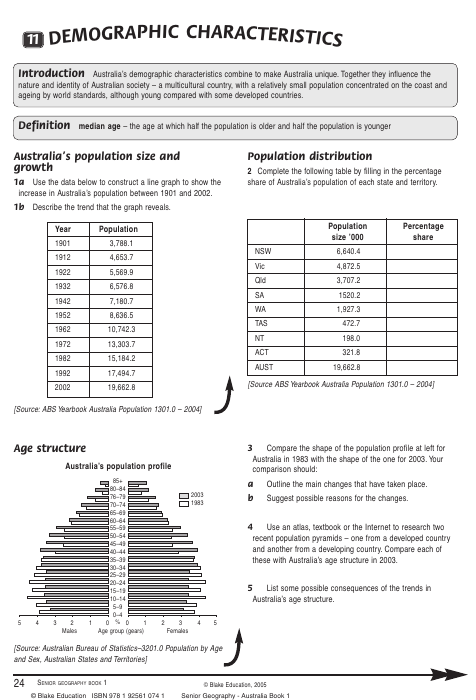 11 DEMOGRAPHIC CHARACTERISTICS
Introduction Australia's demographic characteristics combine to make Australia unique. Together they influence the
nature and identity of Australian society – a multicultural country, with a relatively small population concentrated on the coast and
ageing by world standards, although young compared with some developed countries.
Definition median age – the age at which half the population is older and half the population is younger
Australia's population size and
growth
1a Use the data below to construct a line graph to show the
increase in Australia's population between 1901 and 2002.
1b Describe the trend that the graph reveals.
Year Population
1901 3,788.1
1912 4,653.7
1922 5,569.9
1932 6,576.8
1942 7,180.7
1952 8,636.5
1962 10,742.3
1972 13,303.7
1982 15,184.2
1992 17,494.7
2002 19,662.8
[Source: ABS Yearbook Australia Population 1301.0 – 2004]
Population distribution
2 Complete the following table by filling in the percentage
share of Australia's population of each state and territory.
Population Percentage
size '000 share
NSW 6,640.4
Vic 4,872.5
Qld 3,707.2
SA 1520.2
WA 1,927.3
TAS 472.7
NT 198.0
ACT 321.8
AUST 19,662.8
[Source ABS Yearbook Australia Population 1301.0 – 2004]
Age structure
Australia's population profile
2003
1983
85+
80–84
76–79
70–74
65–69
60–64
55–59
50–54
45–49
40–44
35–39
30–34
25–29
20–24
15–19
10–14
5–9
0–4
5 4 3 2 1 0 % 0 1 2 3 4 5
Males Age group (years) Females
[Source: Australian Bureau of Statistics–3201.0 Population by Age
and Sex, Australian States and Territories]
3 Compare the shape of the population profile at left for
Australia in 1983 with the shape of the one for 2003. Your
comparison should:
a Outline the main changes that have taken place.
b Suggest possible reasons for the changes.
4 Use an atlas, textbook or the Internet to research two
recent population pyramids – one from a developed country
and another from a developing country. Compare each of
these with Australia's age structure in 2003.
5 List some possible consequences of the trends in
Australia's age structure.
24 SENIOR GEOGRAPHY BOOK 1 © Blake Education, 2005
© Blake Education ISBN 978 1 92561 074 1 Senior Geography - Australia Book 1